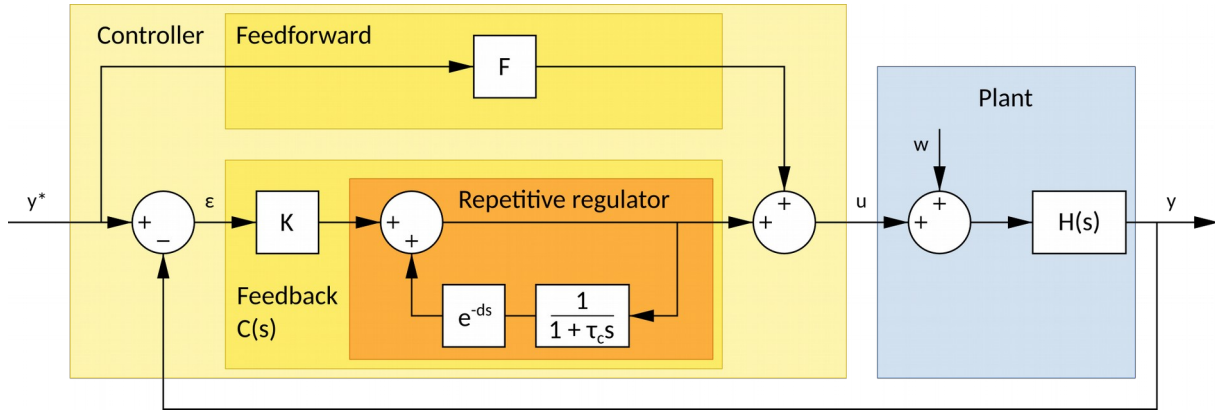 Controller
Feedforward
F
Plant
w
y*
+
−
ε
K
+
+
Repetitive regulator
+
+
u
+
+
H(s)
y
Feedback
C(s)
e-ds
1
1 + τcs